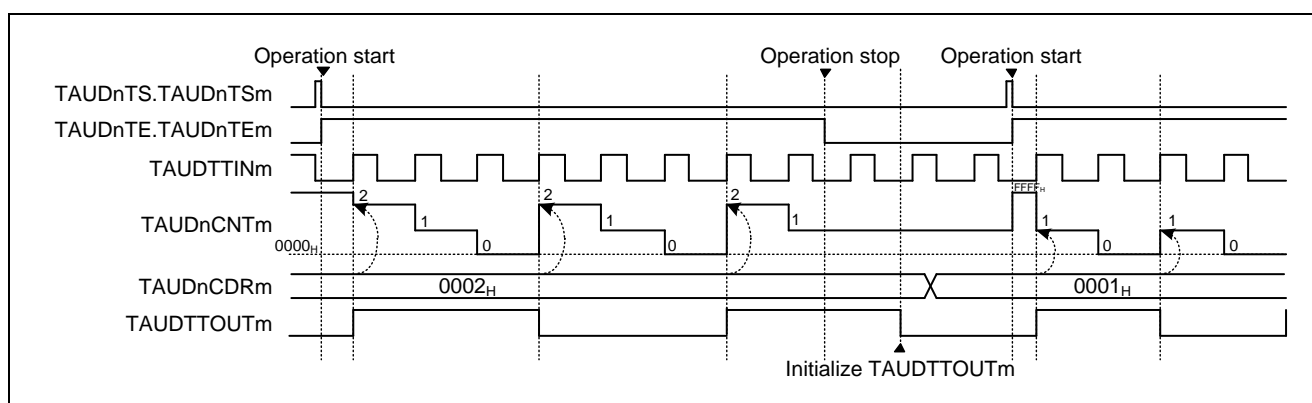 Operation start Operation stop Operation start
TAUDnTS.TAUDnTSm
TAUDnTE.TAUDnTEm
TAUDTTINm
FFFFH
2 2 2
TAUDnCNTm 1 1 1 1 1
0000H 0 0 0 0
TAUDnCDRm 0002H 0001H
TAUDTTOUTm
Initialize TAUDTTOUTm